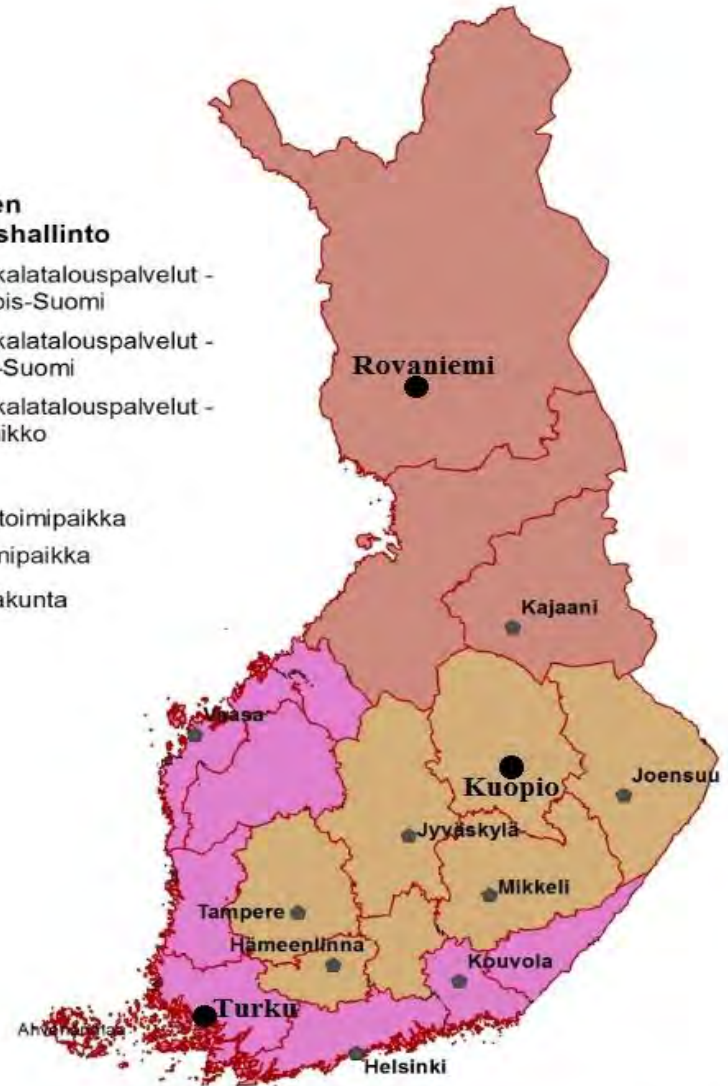 en
shallinto
kalatalouspalvelut -
ois-Suomi
kalatalouspalvelut -
-Suomi
kalatalouspalvelut -
ikko
toimipaikka
mipaikka
akunta
Rovaniemi
Kajaani
Vaasa
Kuopio
Joensuu
Jyväskylä
Mikkeli
Tampere
Hämeenlinna
Kouvola
Turku
Helsinki